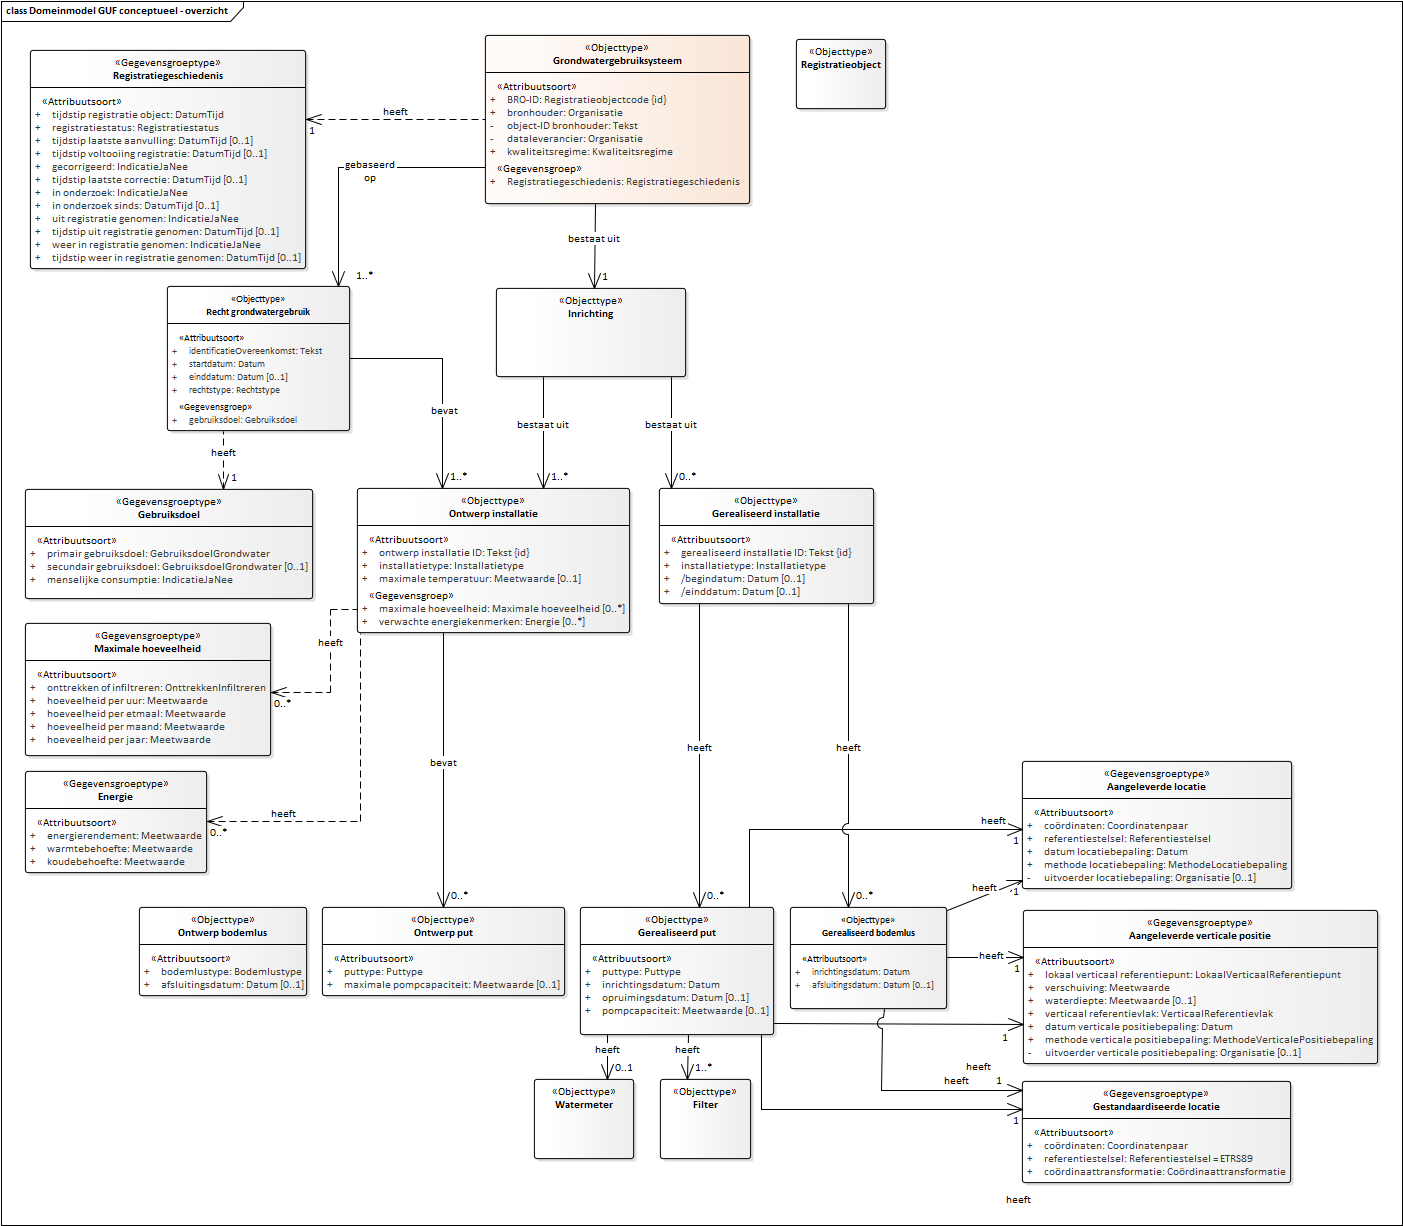 class Domeinmodel GUF conceptueel - overzicht
«Gegevensgroeptype»
Registratiegeschiedenis
«Attribuutsoort»
+ tijdstip registratie object: DatumTijd
+ registratiestatus: Registratiestatus
+ tijdstip laatste aanvulling: DatumTijd [0..1]
+ tijdstip voltooiing registratie: DatumTijd [0..1]
+ gecorrigeerd: IndicatieJaNee
+ tijdstip laatste correctie: DatumTijd [0..1]
+ in onderzoek: IndicatieJaNee
+ in onderzoek sinds: DatumTijd [0..1]
+ uit registratie genomen: IndicatieJaNee
+ tijdstip uit registratie genomen: DatumTijd [0..1]
+ weer in registratie genomen: IndicatieJaNee
+ tijdstip weer in registratie genomen: DatumTijd [0..1]
heeft
1
«Objecttype»
Grondwatergebruiksysteem
«Attribuutsoort»
+ BRO-ID: Registratieobjectcode {id}
+ bronhouder: Organisatie
- object-ID bronhouder: Tekst
- dataleverancier: Organisatie
+ kwaliteitsregime: Kwaliteitsregime
«Gegevensgroep»
+ Registratiegeschiedenis: Registratiegeschiedenis
«Objecttype»
Registratieobject
gebaseerd
op
1..*
bestaat uit
1
«Objecttype»
Recht grondwatergebruik
«Attribuutsoort»
+ identificatieOvereenkomst: Tekst
+ startdatum: Datum
+ einddatum: Datum [0..1]
+ rechtstype: Rechtstype
«Gegevensgroep»
+ gebruiksdoel: Gebruiksdoel
«Objecttype»
Inrichting
heeft
1
bevat
1..*
bestaat uit
1..*
bestaat uit
0..*
«Gegevensgroeptype»
Gebruiksdoel
«Attribuutsoort»
+ primair gebruiksdoel: GebruiksdoelGrondwater
+ secundair gebruiksdoel: GebruiksdoelGrondwater [0..1]
+ menselijke consumptie: IndicatieJaNee
«Objecttype»
Ontwerp installatie
«Attribuutsoort»
+ ontwerp installatie ID: Tekst {id}
+ installatietype: Installatietype
+ maximale temperatuur: Meetwaarde [0..1]
«Gegevensgroep»
+ maximale hoeveelheid: Maximale hoeveelheid [0..*]
+ verwachte energiekenmerken: Energie [0..*]
«Objecttype»
Gerealiseerd installatie
«Attribuutsoort»
+ gerealiseerd installatie ID: Tekst {id}
+ installatietype: Installatietype
+ /begindatum: Datum [0..1]
+ /einddatum: Datum [0..1]
«Gegevensgroeptype»
Maximale hoeveelheid
«Attribuutsoort»
+ onttrekken of infiltreren: OnttrekkenInfiltreren
+ hoeveelheid per uur: Meetwaarde
+ hoeveelheid per etmaal: Meetwaarde
+ hoeveelheid per maand: Meetwaarde
+ hoeveelheid per jaar: Meetwaarde
heeft
0..*
«Gegevensgroeptype»
Energie
«Attribuutsoort»
+ energierendement: Meetwaarde
+ warmtebehoefte: Meetwaarde
+ koudebehoefte: Meetwaarde
heeft
0..*
bevat
0..*
heeft
0..*
heeft
0..*
«Gegevensgroeptype»
Aangeleverde locatie
«Attribuutsoort»
+ coördinaten: Coordinatenpaar
+ referentiestelsel: Referentiestelsel
+ datum locatiebepaling: Datum
+ methode locatiebepaling: MethodeLocatiebepaling
- uitvoerder locatiebepaling: Organisatie [0..1]
heeft
1
heeft
1
«Objecttype»
Ontwerp bodemlus
«Attribuutsoort»
+ bodemlustype: Bodemlustype
+ afsluitingsdatum: Datum [0..1]
«Objecttype»
Ontwerp put
«Attribuutsoort»
+ puttype: Puttype
+ maximale pompcapaciteit: Meetwaarde [0..1]
«Objecttype»
Gerealiseerd put
«Attribuutsoort»
+ puttype: Puttype
+ inrichtingsdatum: Datum
+ opruimingsdatum: Datum [0..1]
+ pompcapaciteit: Meetwaarde [0..1]
«Objecttype»
Gerealiseerd bodemlus
«Attribuutsoort»
+ inrichtingsdatum: Datum
+ afsluitingsdatum: Datum [0..1]
heeft
1
«Gegevensgroeptype»
Aangeleverde verticale positie
«Attribuutsoort»
+ lokaal verticaal referentiepunt: LokaalVerticaalReferentiepunt
+ verschuiving: Meetwaarde
+ waterdiepte: Meetwaarde [0..1]
+ verticaal referentievlak: VerticaalReferentievlak
+ datum verticale positiebepaling: Datum
+ methode verticale positiebepaling: MethodeVerticalePositiebepaling
- uitvoerder verticale positiebepaling: Organisatie [0..1]
1
heeft
0..1
heeft
1..*
heeft
heeft
1
1
«Objecttype»
Watermeter
«Objecttype»
Filter
«Gegevensgroeptype»
Gestandaardiseerde locatie
«Attribuutsoort»
+ coördinaten: Coordinatenpaar
+ referentiestelsel: Referentiestelsel = ETRS89
+ coördinaattransformatie: Coördinaattransformatie
heeft